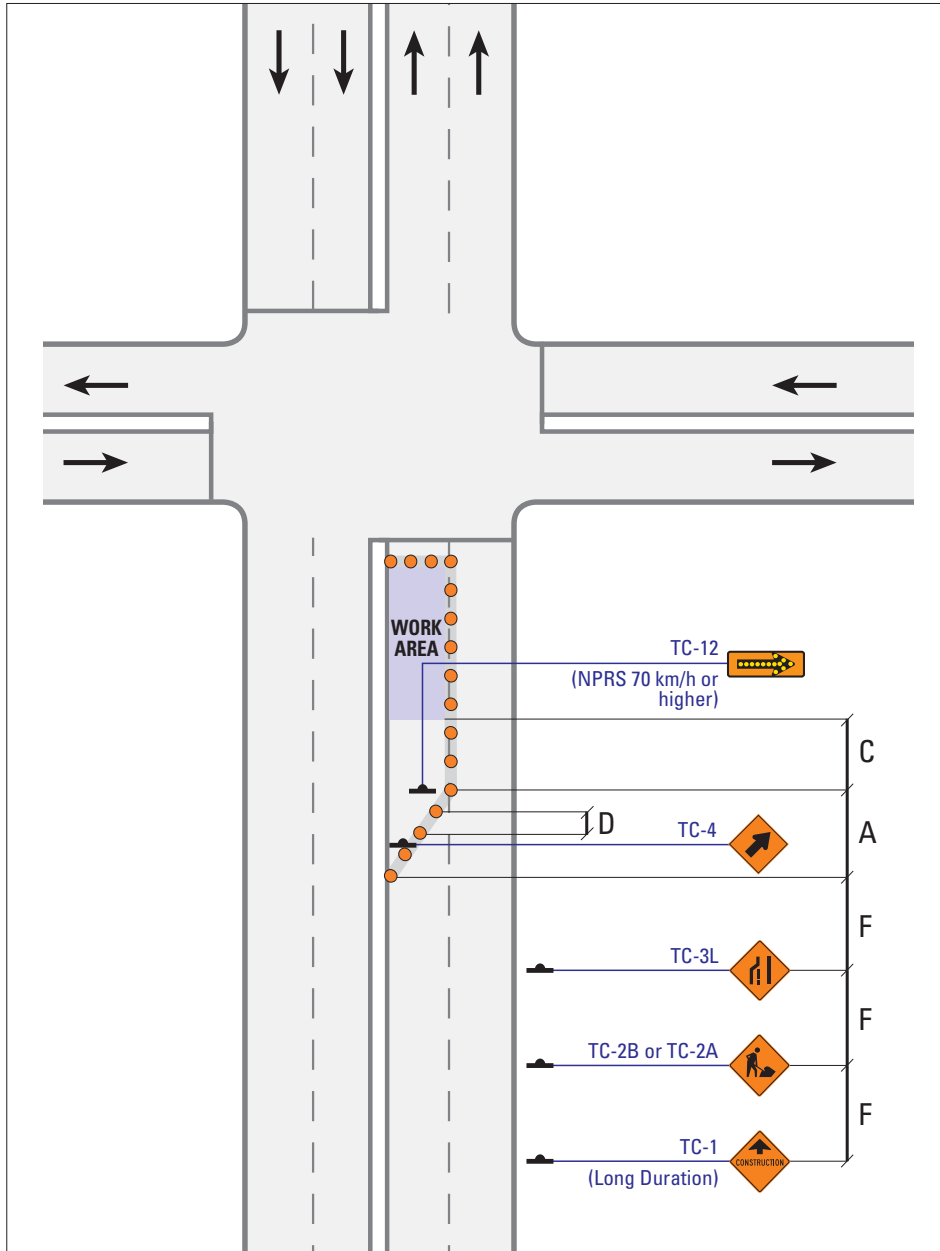 WORK
AREA
TC-12
(NPRS 70 km/h or
higher)
C
D
TC-4
A
F
TC-3L
F
TC-2B or TC-2A
F
TC-1
CONSTRUCTION
(Long Duration)